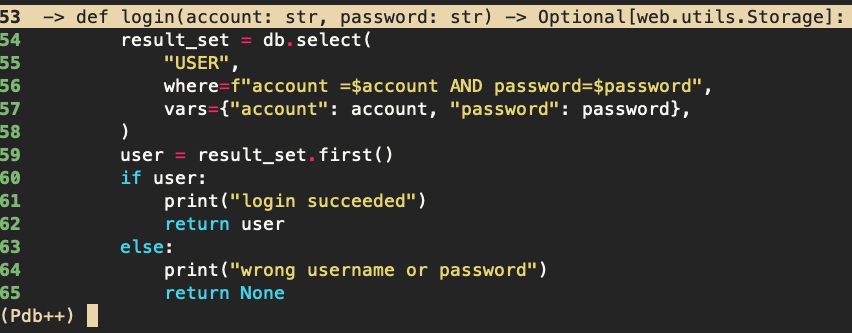 53  -> def login(account: str, password: str) -> Optional[web.utils.Storage]:
54         result_set = db.select(
55             "USER",
56             where=f"account =$account AND password=$password",
57             vars={"account": account, "password": password},
58         )
59         user = result_set.first()
60         if user:
61             print("login succeeded")
62             return user
63         else:
64             print("wrong username or password")
65             return None
(Pdb++)